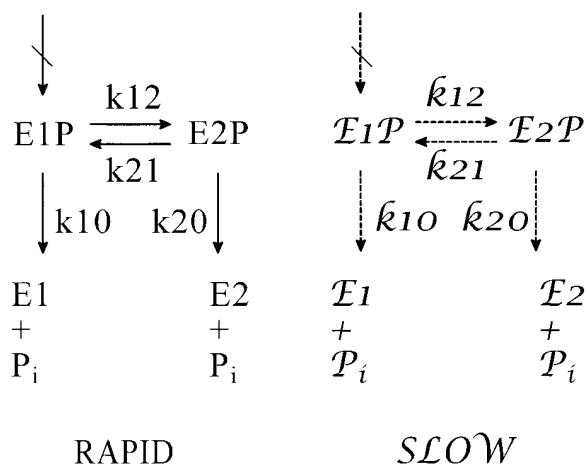 k12 k12
E1P E2P ℰ1𝒫 ℰ2𝒫
k21 k21
k10 k20 k10 k20
E1 E2 ℰ1 ℰ2
+ + + +
Pᵢ Pᵢ 𝒫ᵢ 𝒫ᵢ
RAPID SLOW